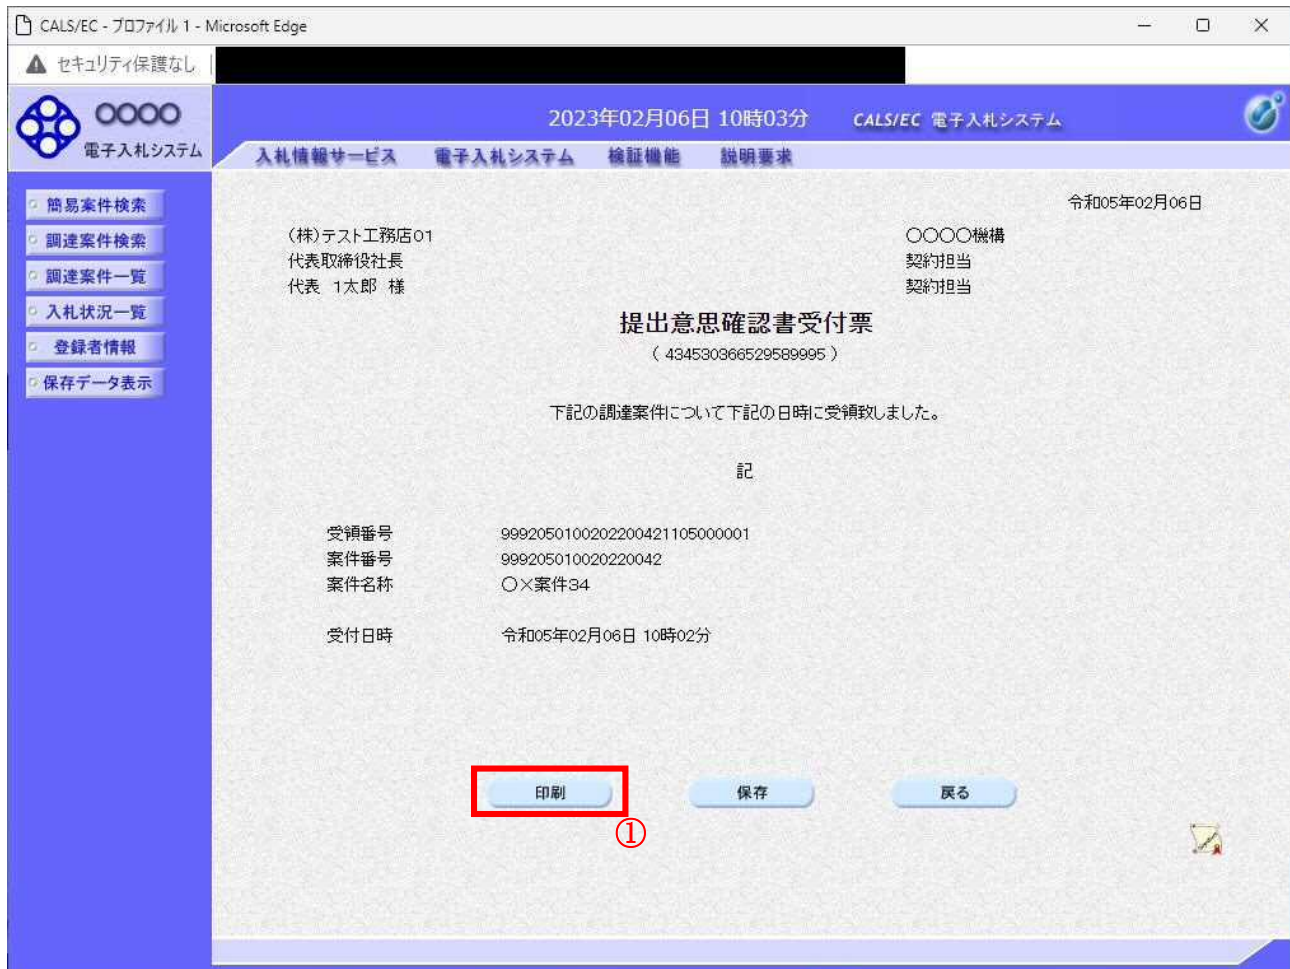 CALS/EC - プロファイル 1 - Microsoft Edge
セキュリティ保護なし
〇〇〇〇
電子入札システム
2023年02月06日 10時03分
CALS/EC 電子入札システム
入札情報サービス 電子入札システム 検証機能 説明要求
簡易案件検索
調達案件検索
調達案件一覧
入札状況一覧
登録者情報
保存データ表示
令和05年02月06日
(株)テスト工務店01
代表取締役社長
代表 1太郎 様
〇〇〇〇機構
契約担当
契約担当
提出意思確認書受付票
( 434530366529589995 )
下記の調達案件について下記の日時に受領致しました。
記
受領番号 9992050100202200421105000001
案件番号 999205010020220042
案件名称 〇×案件34
受付日時 令和05年02月06日 10時02分
印刷 保存 戻る
①